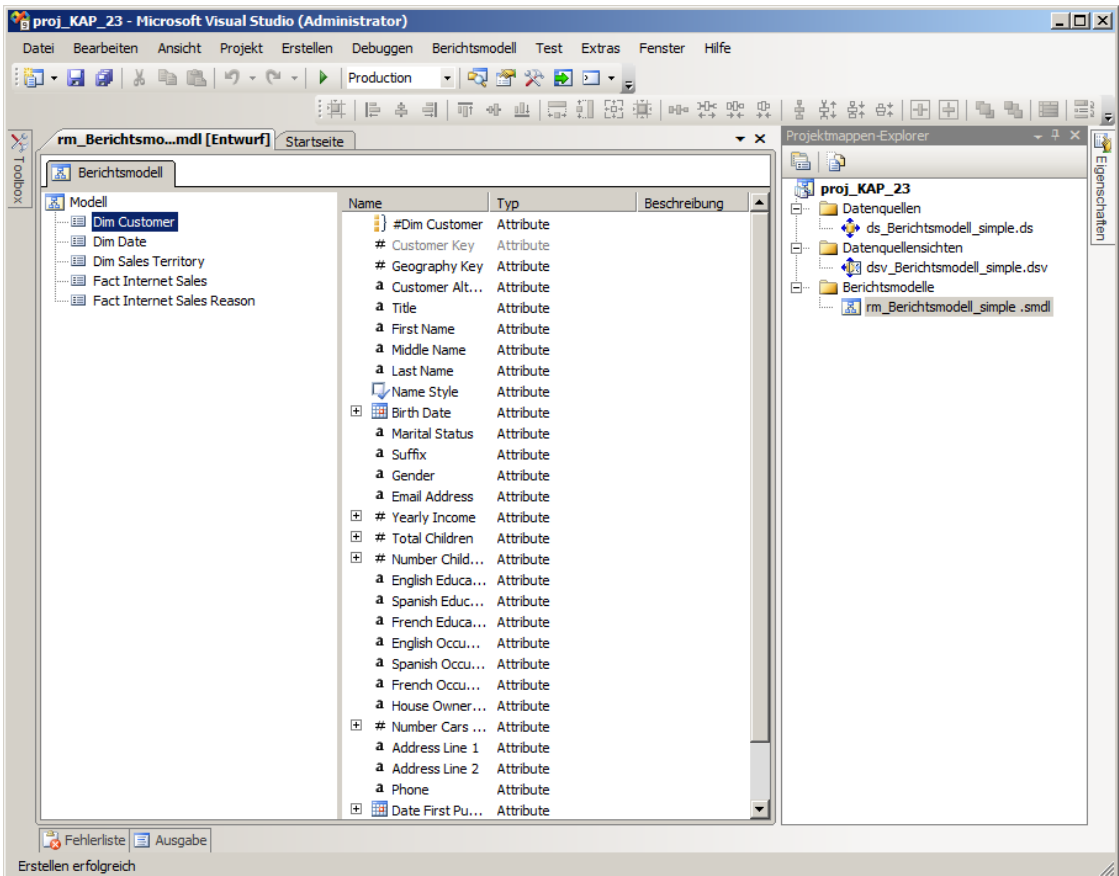 proj_KAP_23 - Microsoft Visual Studio (Administrator)
Datei Bearbeiten Ansicht Projekt Erstellen Debuggen Berichtsmodell Test Extras Fenster Hilfe
Production
Toolbox
rm_Berichtsmo...mdl [Entwurf] Startseite
Berichtsmodell
Modell
Dim Customer
Dim Date
Dim Sales Territory
Fact Internet Sales
Fact Internet Sales Reason
Name Typ Beschreibung
#Dim Customer Attribute
# Customer Key Attribute
# Geography Key Attribute
a Customer Alt... Attribute
a Title Attribute
a First Name Attribute
a Middle Name Attribute
a Last Name Attribute
Name Style Attribute
Birth Date Attribute
a Marital Status Attribute
a Suffix Attribute
a Gender Attribute
a Email Address Attribute
# Yearly Income Attribute
# Total Children Attribute
# Number Child... Attribute
a English Educa... Attribute
a Spanish Educ... Attribute
a French Educa... Attribute
a English Occu... Attribute
a Spanish Occu... Attribute
a French Occu... Attribute
a House Owner... Attribute
# Number Cars ... Attribute
a Address Line 1 Attribute
a Address Line 2 Attribute
a Phone Attribute
Date First Pu... Attribute
Projektmappen-Explorer
proj_KAP_23
Datenquellen
ds_Berichtsmodell_simple.ds
Datenquellensichten
dsv_Berichtsmodell_simple.dsv
Berichtsmodelle
rm_Berichtsmodell_simple .smdl
Eigenschaften
Fehlerliste Ausgabe
Erstellen erfolgreich